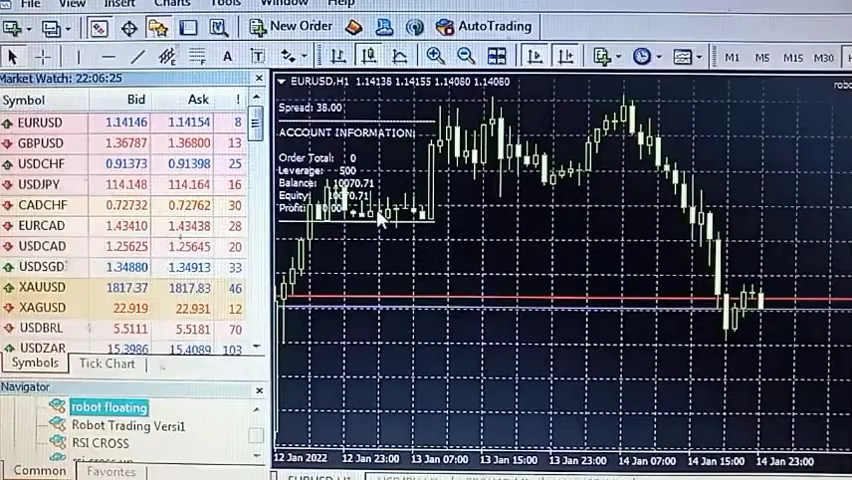 File View Insert Charts Tools Window Help
New Order AutoTrading
A T M1 M5 M15 M30
Market Watch: 22:06:25
Symbol Bid Ask !
EURUSD 1.14146 1.14154 8
GBPUSD 1.36787 1.36800 13
USDCHF 0.91373 0.91398 25
USDJPY 114.148 114.164 16
CADCHF 0.72732 0.72762 30
EURCAD 1.43410 1.43438 28
USDCAD 1.25625 1.25645 20
USDSGD 1.34880 1.34913 33
XAUUSD 1817.37 1817.83 46
XAGUSD 22.919 22.931 12
USDBRL 5.5111 5.5181 70
USDZAR 15.3986 15.4089 103
Symbols Tick Chart
Navigator
robot floating
Robot Trading Versi1
RSI CROSS
Common Favorites
EURUSD,H1 1.14138 1.14155 1.14080 1.14080
Spread: 38.00
ACCOUNT INFORMATION
Order Total: 0
Leverage: 500
Balance: 10070.71
Equity: 10070.71
Profit:
12 Jan 2022 12 Jan 23:00 13 Jan 07:00 13 Jan 15:00 13 Jan 23:00 14 Jan 07:00 14 Jan 15:00 14 Jan 23:00